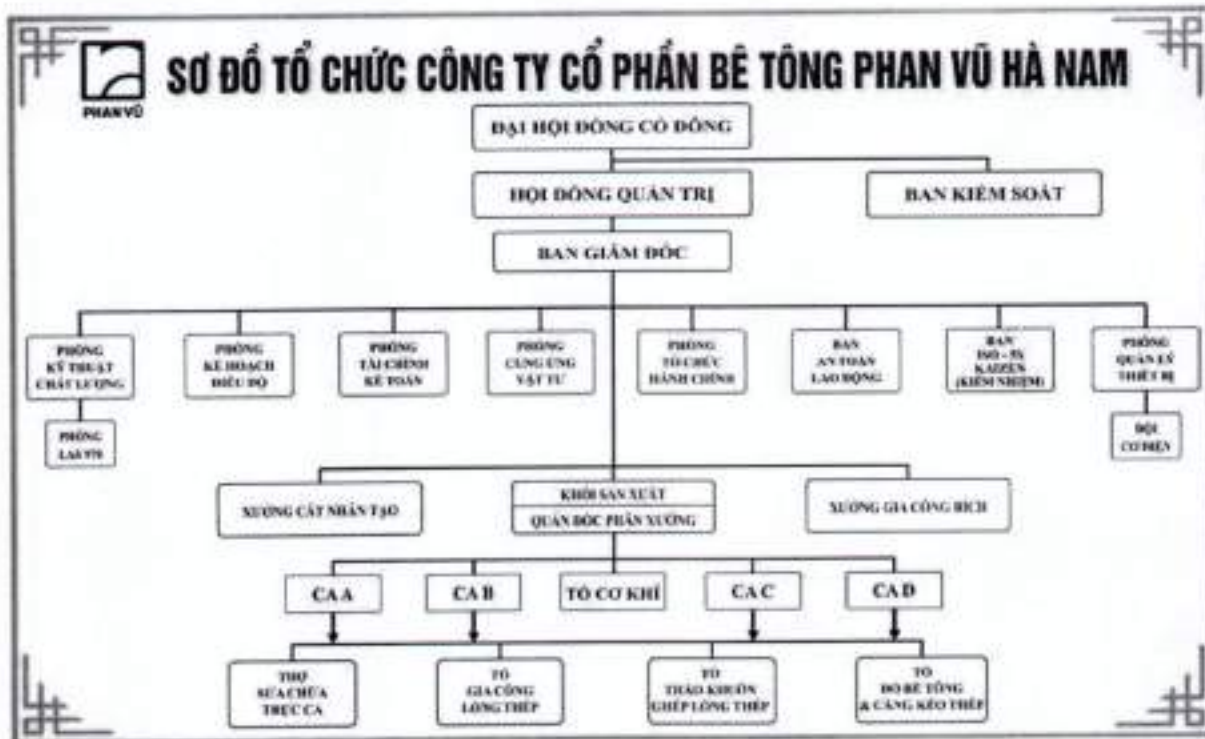 PHAN VŨ
SƠ ĐỒ TỔ CHỨC CÔNG TY CỔ PHẦN BÊ TÔNG PHAN VŨ HÀ NAM
ĐẠI HỘI ĐỒNG CỔ ĐÔNG
HỘI ĐỒNG QUẢN TRỊ
BAN KIỂM SOÁT
BAN GIÁM ĐỐC
PHÒNG
KỸ THUẬT
CHẤT LƯỢNG
PHÒNG
KẾ HOẠCH
ĐIỀU ĐỘ
PHÒNG
TÀI CHÍNH
KẾ TOÁN
PHÒNG
CUNG ỨNG
VẬT TƯ
PHÒNG
TỔ CHỨC
HÀNH CHÍNH
BAN
AN TOÀN
LAO ĐỘNG
BAN
ISO - 5S
KAIZEN
(KIÊM NHIỆM)
PHÒNG
QUẢN LÝ
THIẾT BỊ
PHÒNG
LAS
ĐỘI
CƠ ĐIỆN
XƯỞNG CÁT NHÂN TẠO
KHỐI SẢN XUẤT
QUẢN ĐỐC PHÂN XƯỞNG
XƯỞNG GIA CÔNG BÍCH
CA A
CA B
TỔ CƠ KHÍ
CA C
CA D
THỢ
SỬA CHỮA
TRỰC CA
TỔ
GIA CÔNG
LỒNG THÉP
TỔ
THÁO KHUÔN
GHÉP LỒNG THÉP
TỔ
ĐỔ BÊ TÔNG
& CĂNG KÉO THÉP